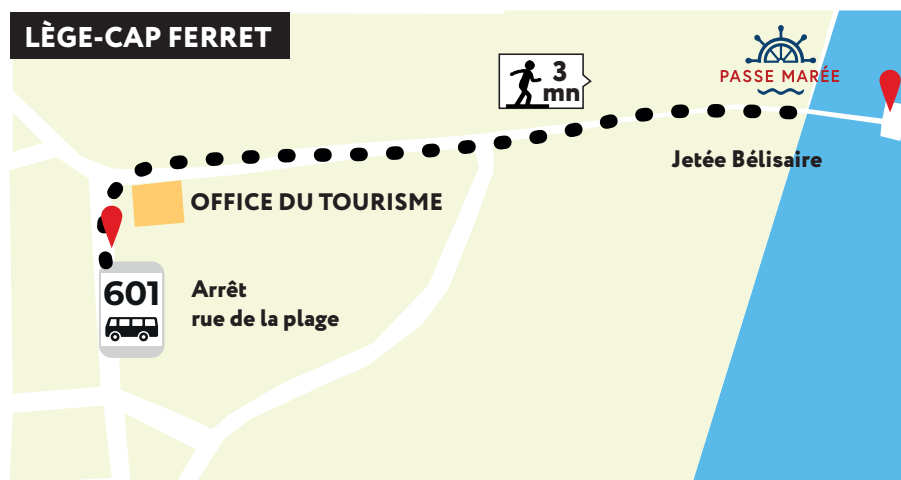 LÈGE-CAP FERRET
3
mn
PASSE MARÉE
Jetée Bélisaire
OFFICE DU TOURISME
601
Arrêt
rue de la plage